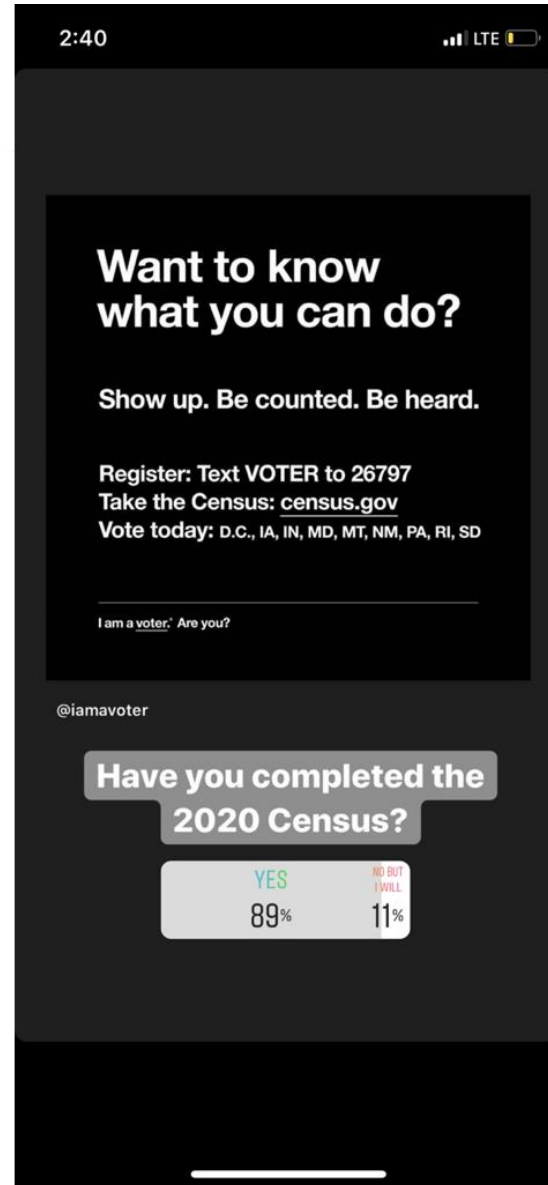 2:40 LTE
Want to know
what you can do?
Show up. Be counted. Be heard.
Register: Text VOTER to 26797
Take the Census: census.gov
Vote today: D.C., IA, IN, MD, MT, NM, PA, RI, SD
I am a voter.® Are you?
@iamavoter
Have you completed the
2020 Census?
YES NO BUT
I WILL
89% 11%